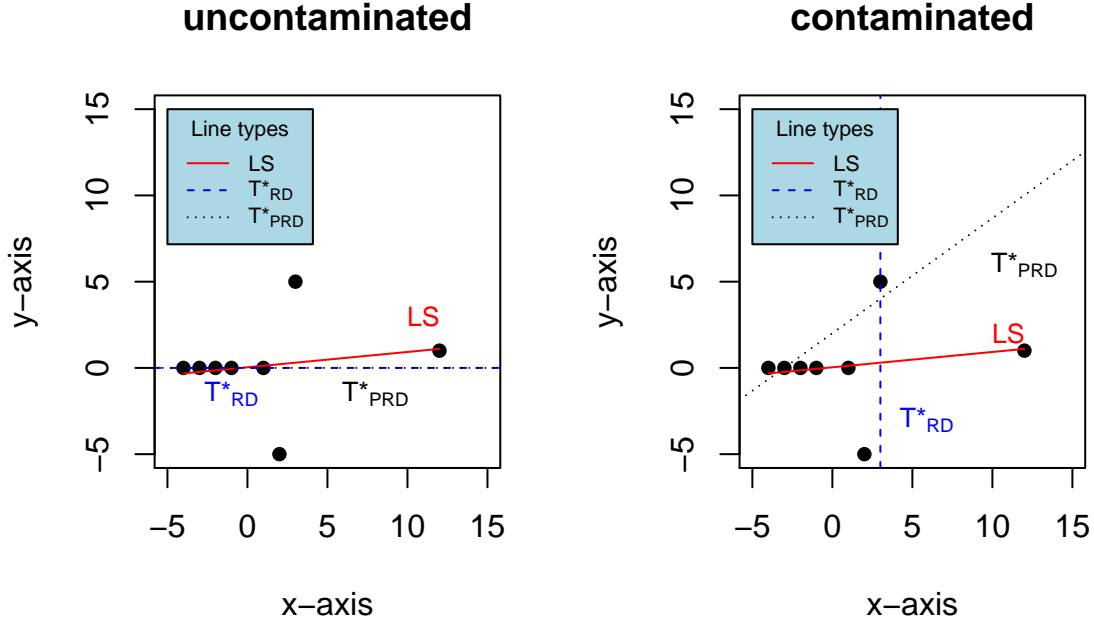 uncontaminated
15
10
5
0
−5
y−axis
Line types
LS
T*RD
T*PRD
LS
T*RD
T*PRD
−5 0 5 10 15
x−axis
contaminated
15
10
5
0
−5
y−axis
Line types
LS
T*RD
T*PRD
T*PRD
LS
T*RD
−5 0 5 10 15
x−axis